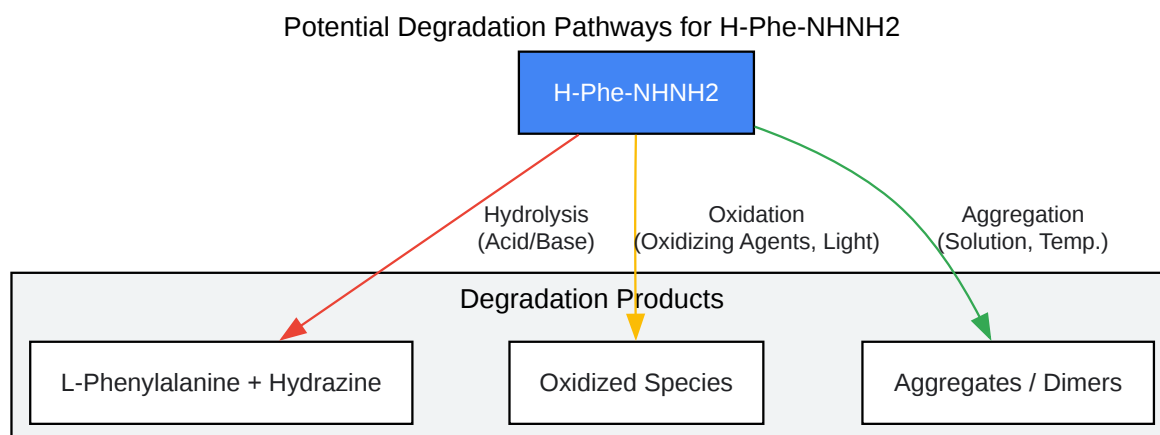 Potential Degradation Pathways for H-Phe-NHNH2
H-Phe-NHNH2
Hydrolysis
(Acid/Base)
Oxidation
(Oxidizing Agents, Light)
Aggregation
(Solution, Temp.)
Degradation Products
L-Phenylalanine + Hydrazine
Oxidized Species
Aggregates / Dimers